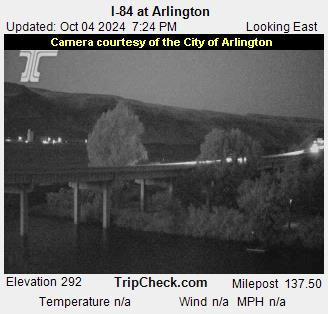 I-84 at Arlington
Updated: Oct 04 2024 7:24 PM Looking East
Camera courtesy of the City of Arlington
Elevation 292 TripCheck.com Milepost 137.50
Temperature n/a Wind n/a MPH n/a